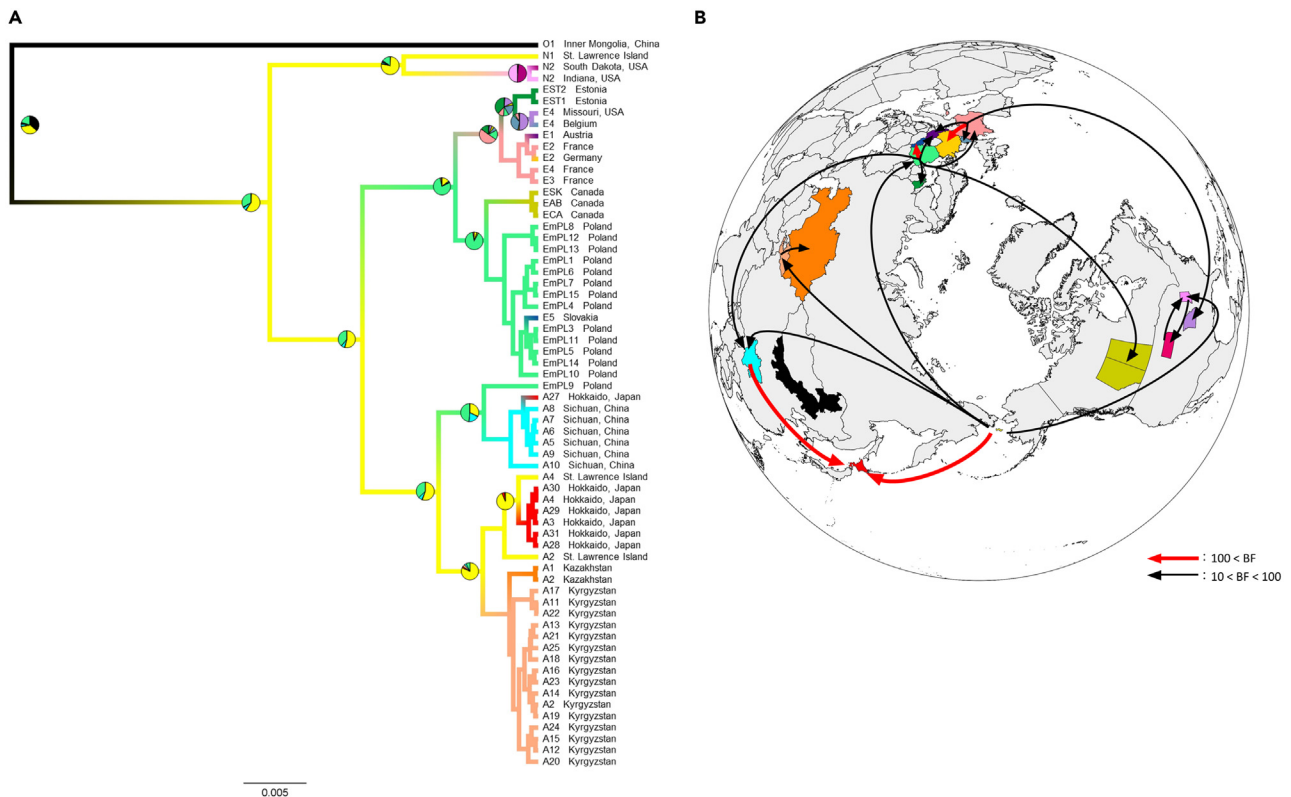 A
B
O1 Inner Mongolia, China
N1 St. Lawrence Island
N2 South Dakota, USA
N2 Indiana, USA
EST2 Estonia
EST1 Estonia
E4 Missouri, USA
E4 Belgium
E1 Austria
E2 France
E2 Germany
E4 France
E3 France
ESK Canada
EAB Canada
ECA Canada
EmPL8 Poland
EmPL12 Poland
EmPL13 Poland
EmPL1 Poland
EmPL6 Poland
EmPL7 Poland
EmPL15 Poland
EmPL4 Poland
E5 Slovakia
EmPL3 Poland
EmPL11 Poland
EmPL5 Poland
EmPL14 Poland
EmPL10 Poland
EmPL9 Poland
A27 Hokkaido, Japan
A8 Sichuan, China
A7 Sichuan, China
A6 Sichuan, China
A5 Sichuan, China
A9 Sichuan, China
A10 Sichuan, China
A4 St. Lawrence Island
A30 Hokkaido, Japan
A4 Hokkaido, Japan
A29 Hokkaido, Japan
A3 Hokkaido, Japan
A31 Hokkaido, Japan
A28 Hokkaido, Japan
A2 St. Lawrence Island
A1 Kazakhstan
A2 Kazakhstan
A17 Kyrgyzstan
A11 Kyrgyzstan
A22 Kyrgyzstan
A13 Kyrgyzstan
A21 Kyrgyzstan
A25 Kyrgyzstan
A18 Kyrgyzstan
A16 Kyrgyzstan
A23 Kyrgyzstan
A14 Kyrgyzstan
A2 Kyrgyzstan
A19 Kyrgyzstan
A24 Kyrgyzstan
A15 Kyrgyzstan
A12 Kyrgyzstan
A20 Kyrgyzstan
0.005
: 100 < BF
: 10 < BF < 100